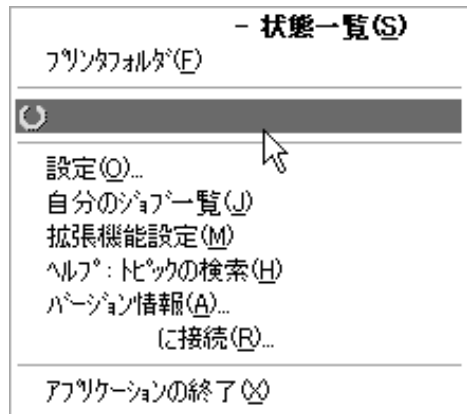 - 状態一覧(S)
プリンタフォルダ(F)
設定(O)...
自分のジョブ一覧(J)
拡張機能設定(M)
ヘルプ:トピックの検索(H)
バージョン情報(A)...
に接続(R)...
アプリケーションの終了(X)